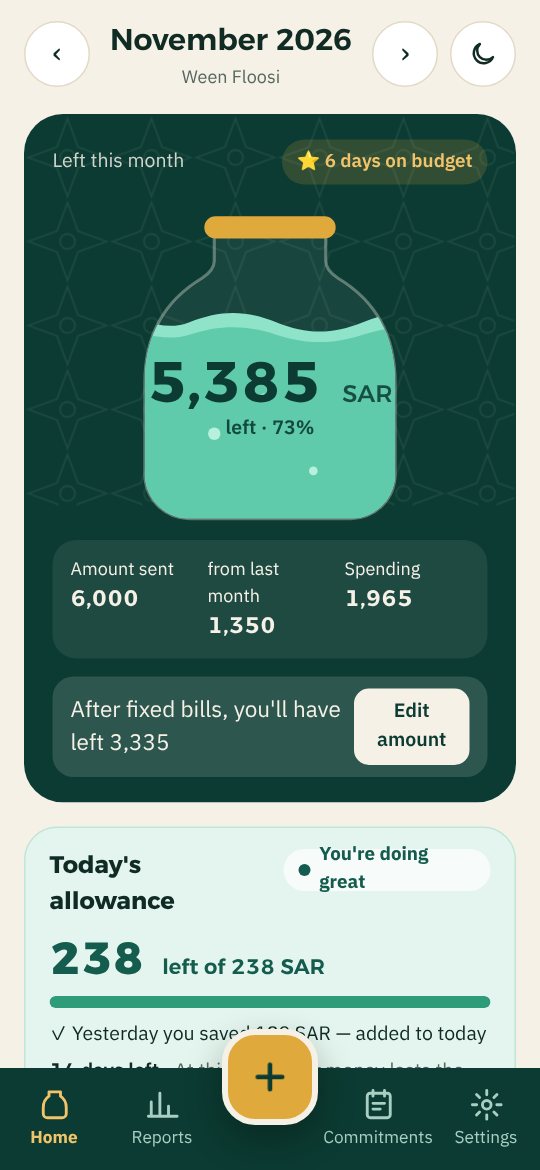 November 2026
Ween Floosi
Left this month
⭐ 6 days on budget
5,385 SAR
left · 73%
Amount sent
6,000
from last
month
1,350
Spending
1,965
After fixed bills, you'll have
left 3,335
Edit
amount
Today's
allowance
You're doing
great
238 left of 238 SAR
✓ Yesterday you saved SAR — added to today
14 days left
Home
Reports
+
Commitments
Settings